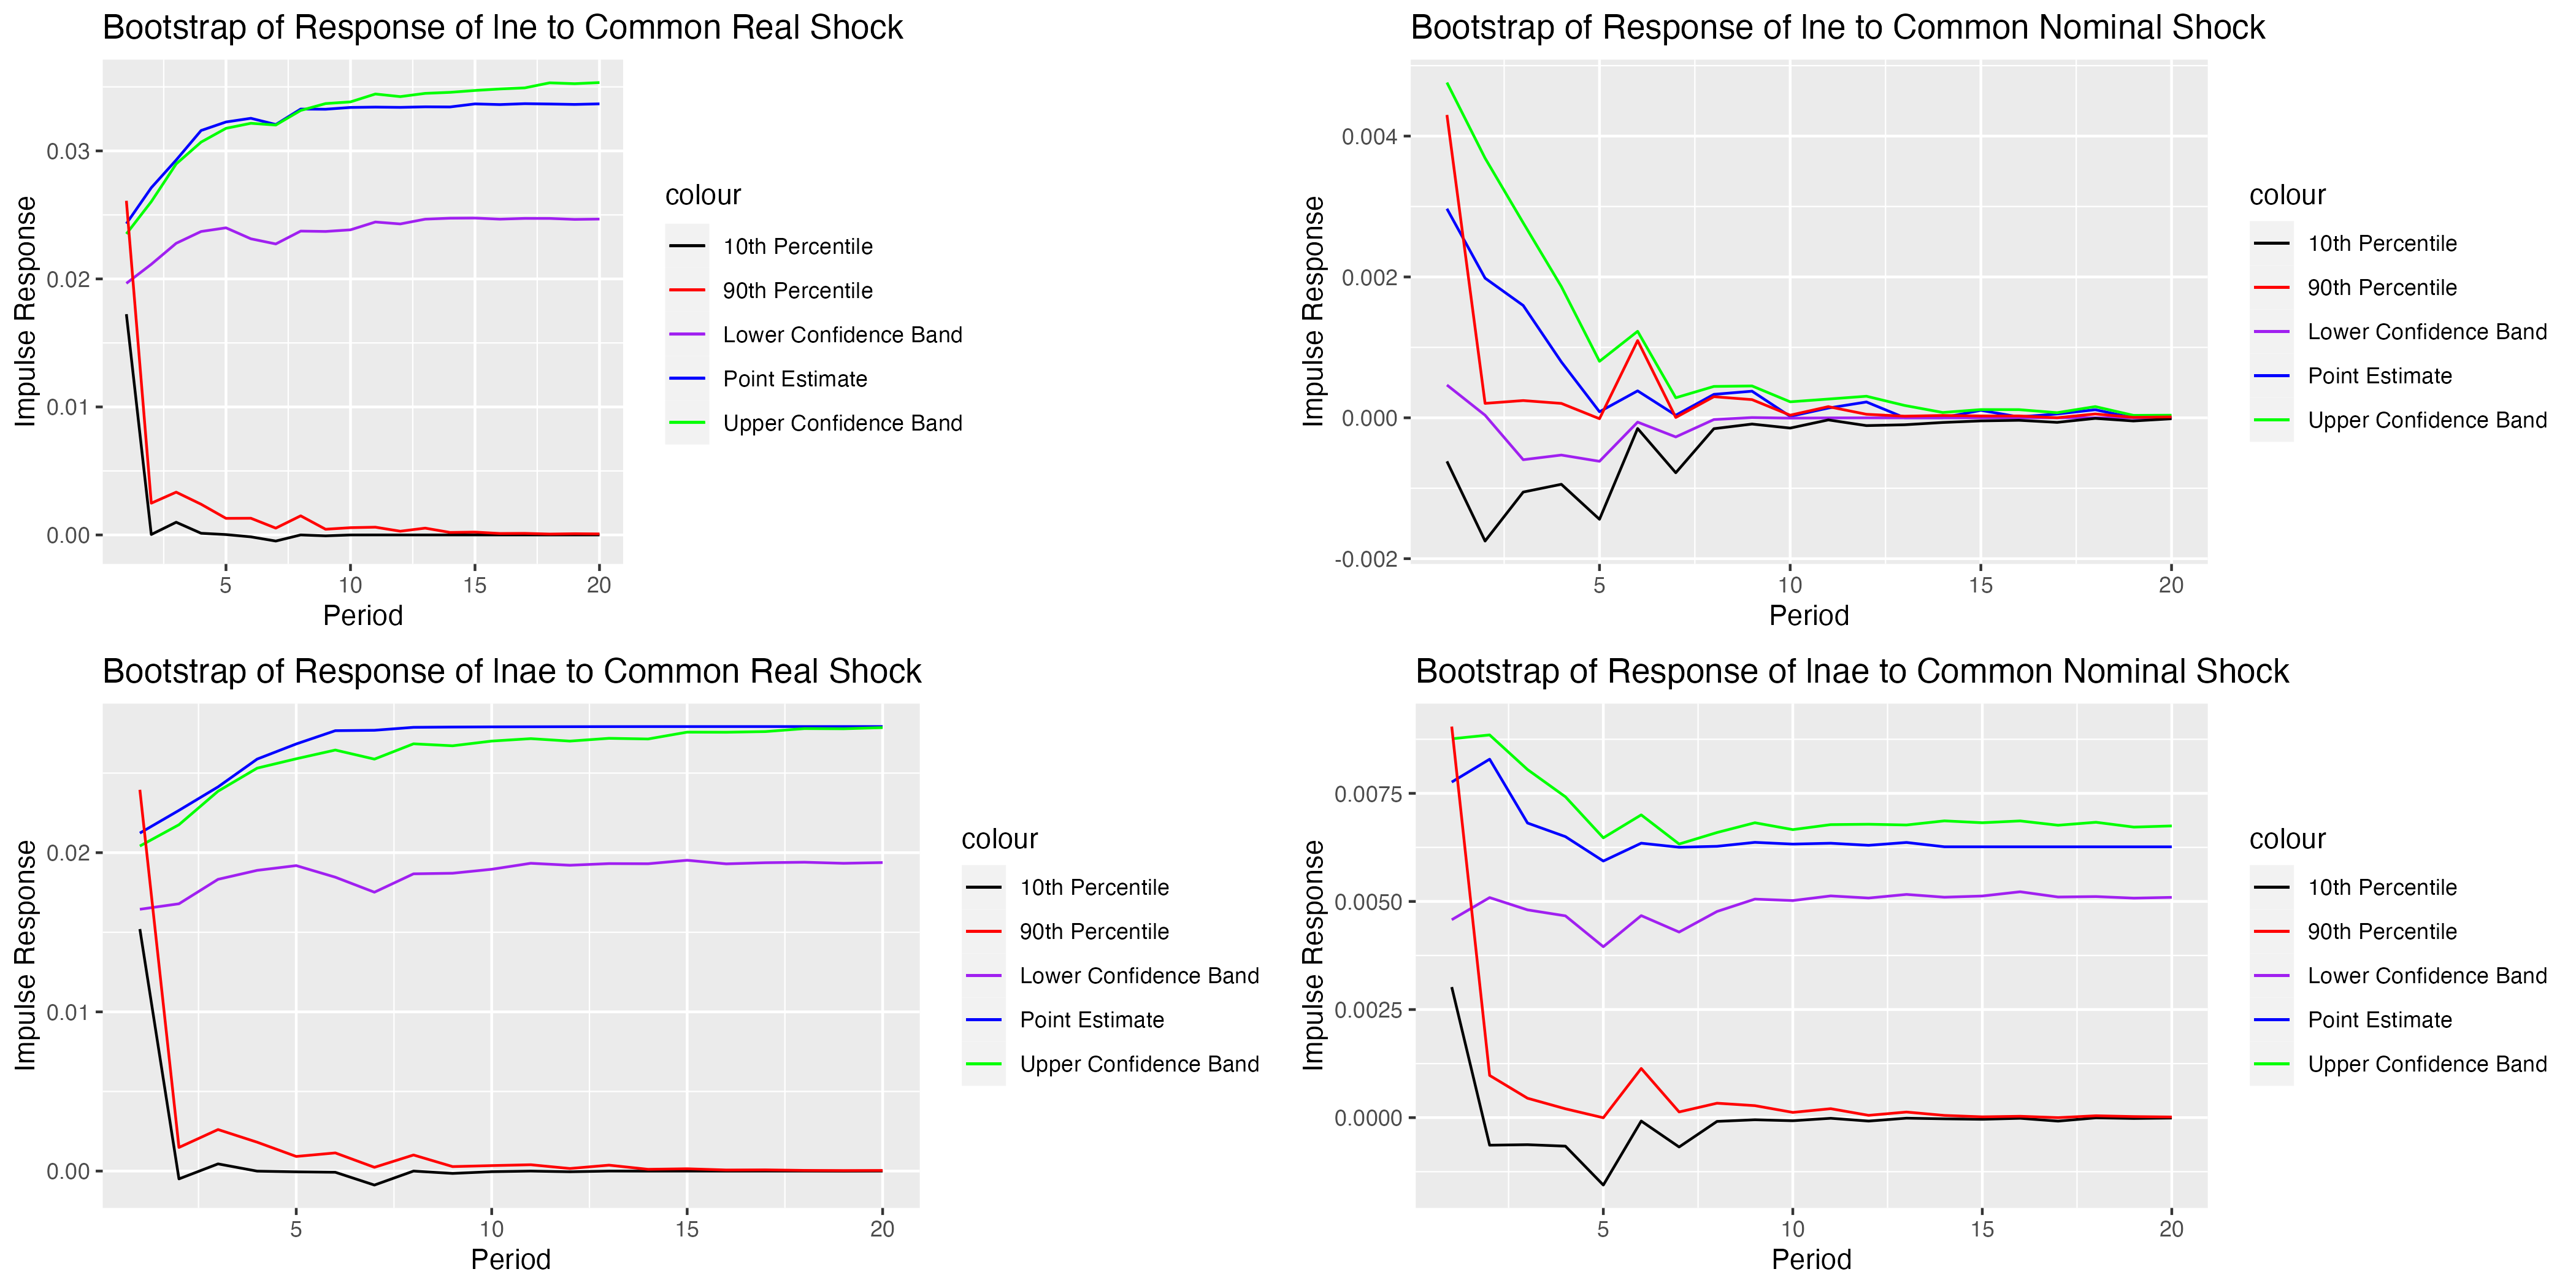 Bootstrap of Response of lne to Common Real Shock
Impulse Response
0.03
0.02
0.01
0.00
5 10 15 20
Period
colour
10th Percentile
90th Percentile
Lower Confidence Band
Point Estimate
Upper Confidence Band
Bootstrap of Response of lne to Common Nominal Shock
Impulse Response
0.004
0.002
0.000
-0.002
5 10 15 20
Period
colour
10th Percentile
90th Percentile
Lower Confidence Band
Point Estimate
Upper Confidence Band
Bootstrap of Response of lnae to Common Real Shock
Impulse Response
0.02
0.01
0.00
5 10 15 20
Period
colour
10th Percentile
90th Percentile
Lower Confidence Band
Point Estimate
Upper Confidence Band
Bootstrap of Response of lnae to Common Nominal Shock
Impulse Response
0.0075
0.0050
0.0025
0.0000
5 10 15 20
Period
colour
10th Percentile
90th Percentile
Lower Confidence Band
Point Estimate
Upper Confidence Band